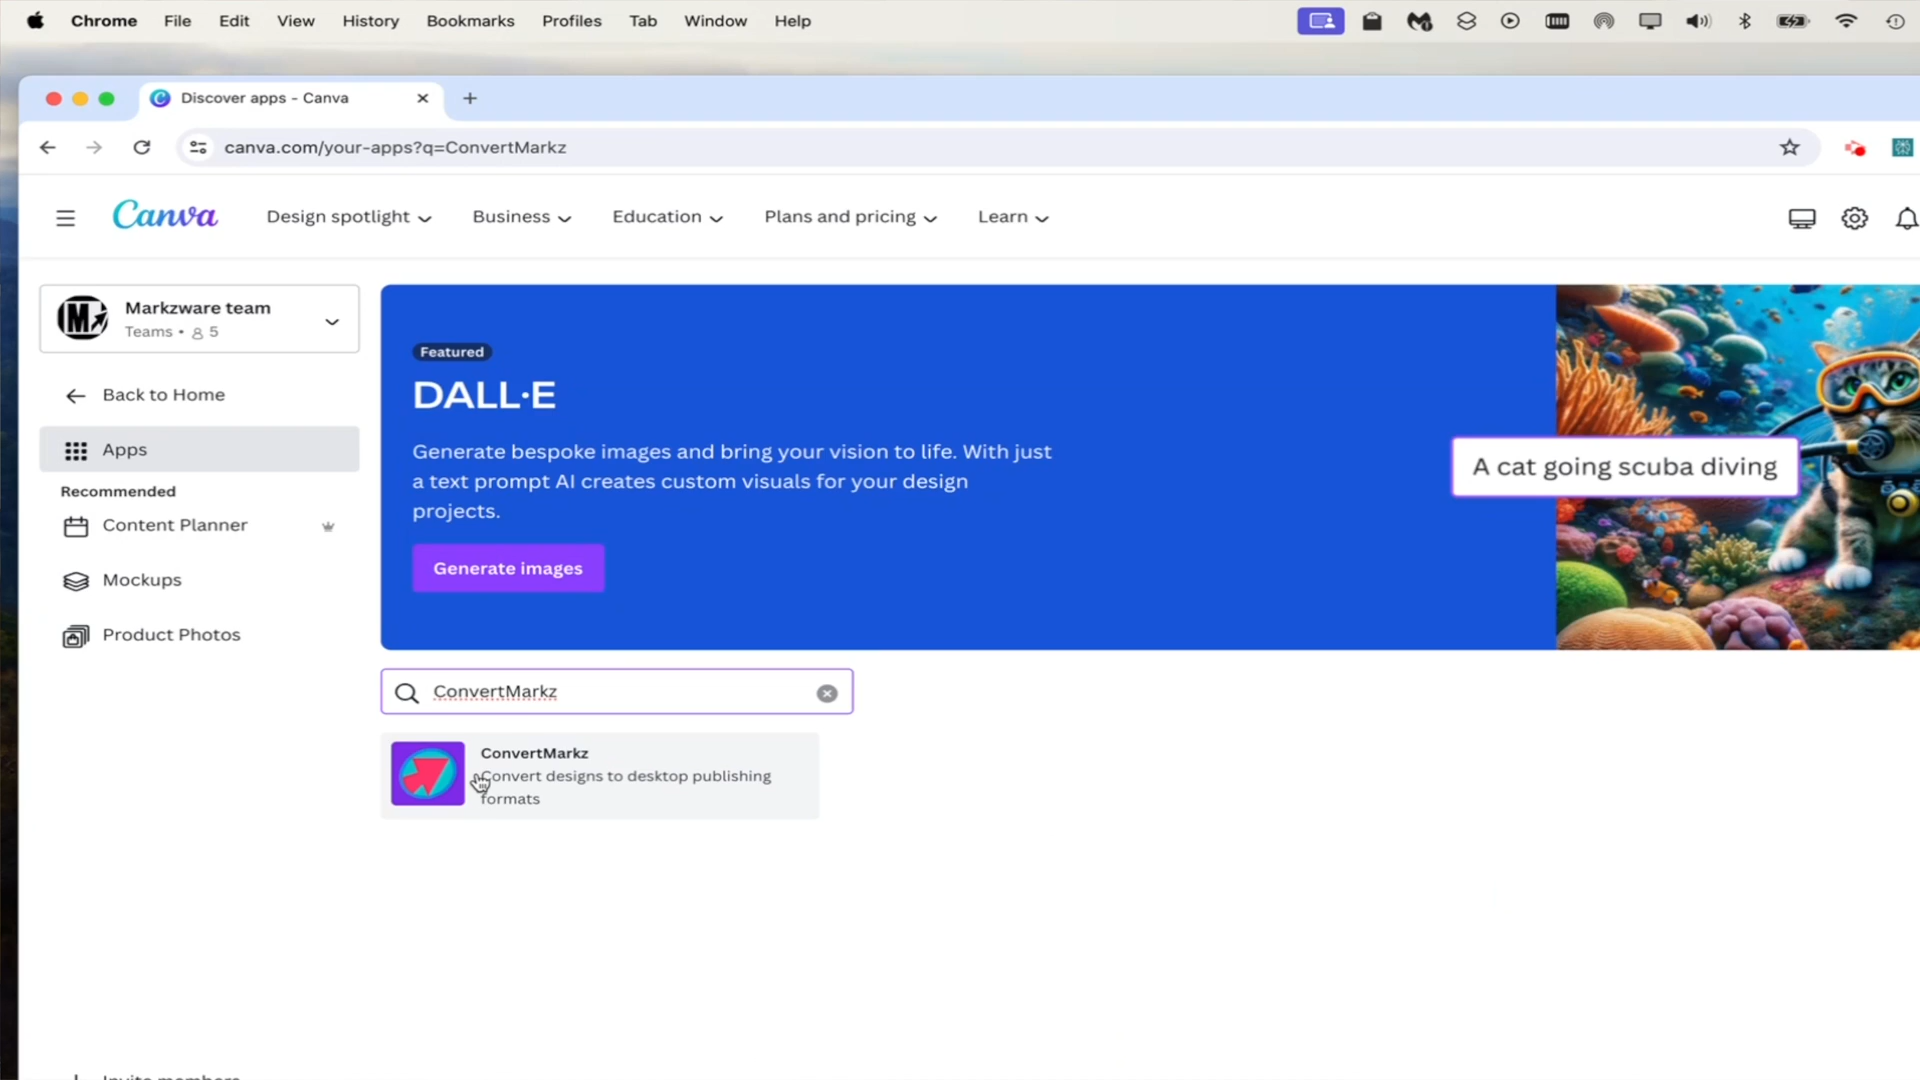 Chrome File Edit View History Bookmarks Profiles Tab Window Help
Discover apps - Canva
canva.com/your-apps?q=ConvertMarkz
Canva Design spotlight Business Education Plans and pricing Learn
Markzware team
Teams • 5
Back to Home
Apps
Recommended
Content Planner
Mockups
Product Photos
Featured
DALL·E
Generate bespoke images and bring your vision to life. With just
a text prompt AI creates custom visuals for your design
projects.
Generate images
A cat going scuba diving
ConvertMarkz
ConvertMarkz
Convert designs to desktop publishing
formats
Invite members